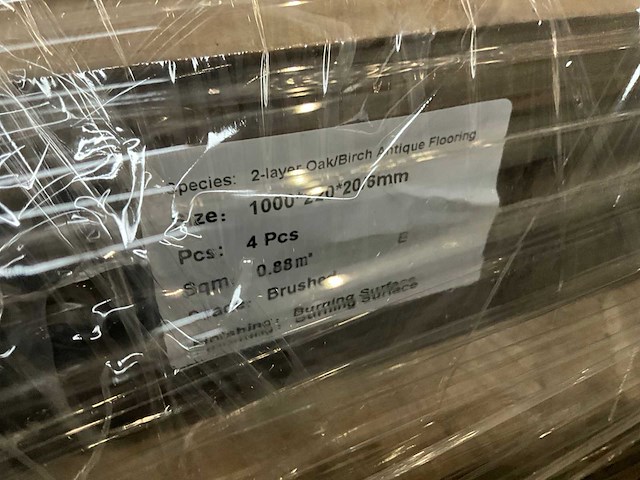 Species: 2-layer Oak/Birch Antique Flooring
Size: 1000*220*20/6mm
Pcs: 4 Pcs
Sqm: 0.88m² E
Grade: Brushed
Finishing: Burning Surface